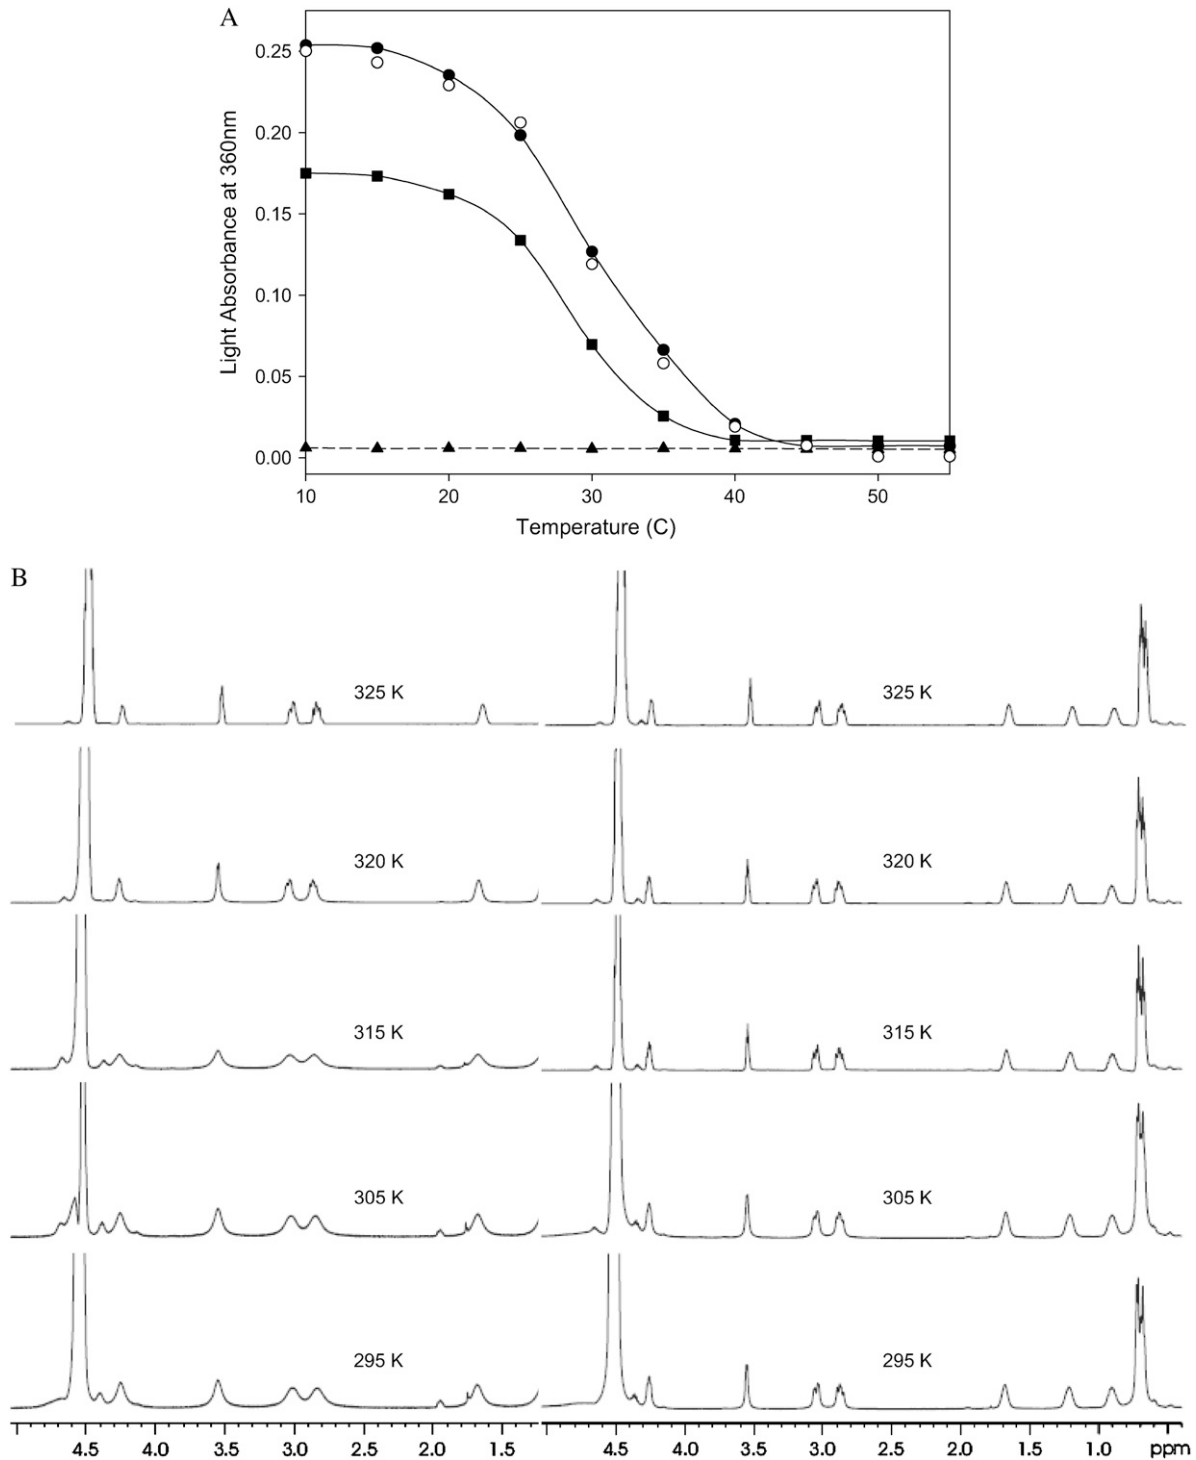 A
Light Absorbance at 360nm
0.25
0.20
0.15
0.10
0.05
0.00
10 20 30 40 50
Temperature (C)
B
325 K 325 K
320 K 320 K
315 K 315 K
305 K 305 K
295 K 295 K
4.5 4.0 3.5 3.0 2.5 2.0 1.5 4.5 4.0 3.5 3.0 2.5 2.0 1.5 1.0 ppm